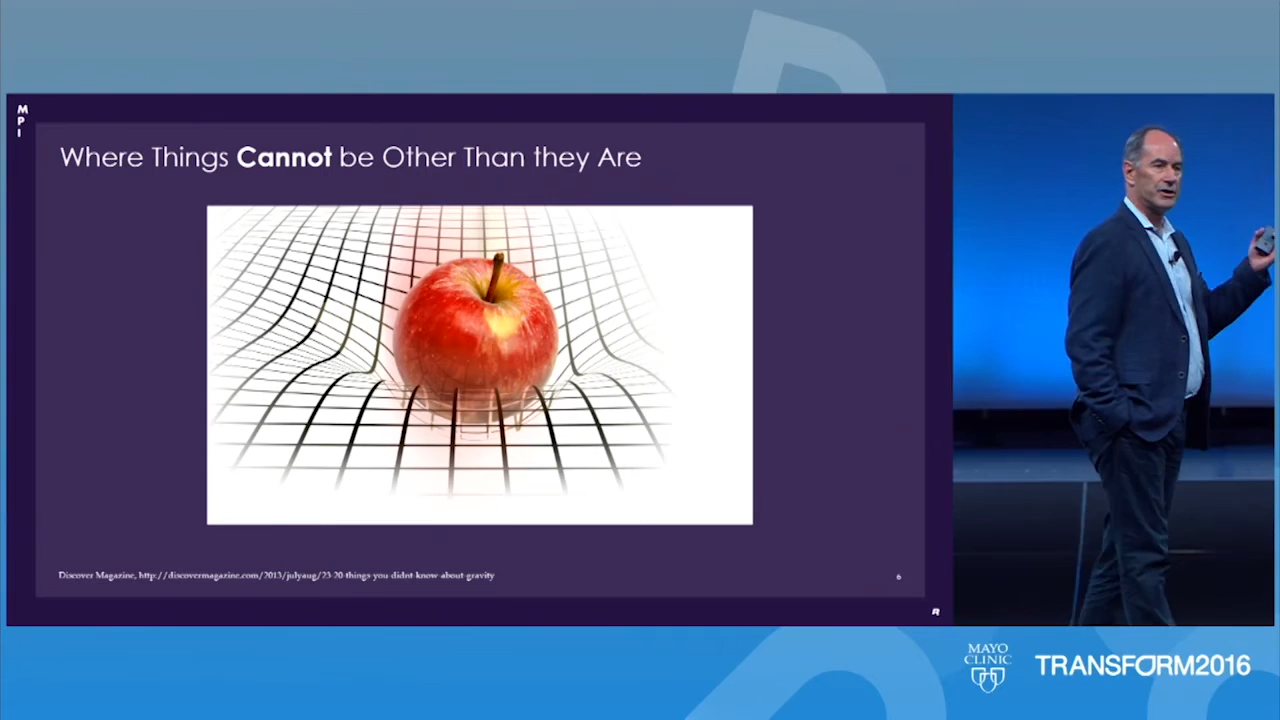 M
P
I
Where Things Cannot be Other Than they Are
Discover Magazine, http://discovermagazine.com/2013/julyaug/23-20-things-you-didnt-know-about-gravity
6
R
MAYO
CLINIC
TRANSFORM2016